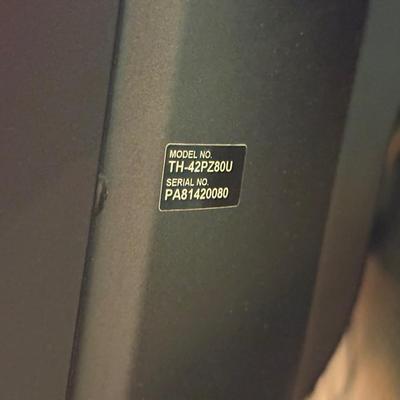 MODEL NO.
TH-42PZ80U
SERIAL NO.
PA81420080